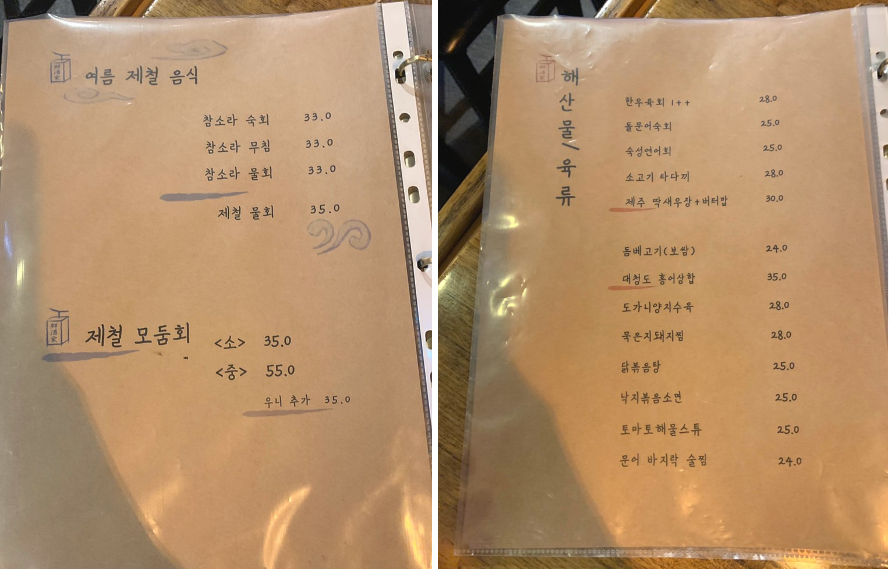 여름 제철 음식
참소라 숙회 33.0
참소라 무침 33.0
참소라 물회 33.0
제철 물회 35.0
제철 모둠회
<소> 35.0
<중> 55.0
우니 추가 35.0
해산물/육류
한우육회 1++ 28.0
돌문어숙회 25.0
숙성연어회 25.0
소고기 타다끼 28.0
제주 딱새우장+버터밥 30.0
돔베고기(보쌈) 24.0
대청도 홍어삼합 35.0
도가니양지수육 28.0
묵은지돼지찜 28.0
닭볶음탕 25.0
낙지볶음소면 25.0
토마토해물스튜 25.0
문어 바지락 술찜 24.0